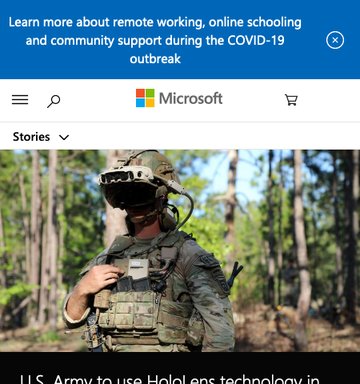 Learn more about remote working, online schooling
and community support during the COVID-19
outbreak
Microsoft
Stories
U.S. Army to use HoloLens technology in